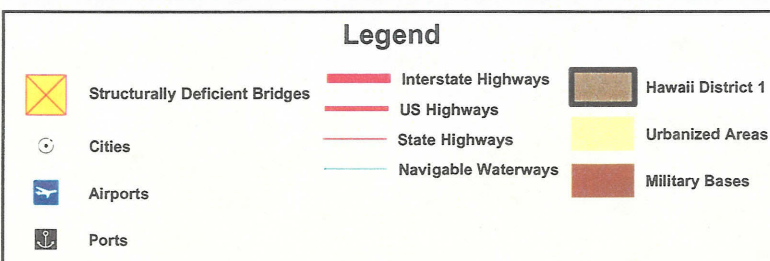 Legend
Structurally Deficient Bridges
Cities
Airports
Ports
Interstate Highways
US Highways
State Highways
Navigable Waterways
Hawaii District 1
Urbanized Areas
Military Bases